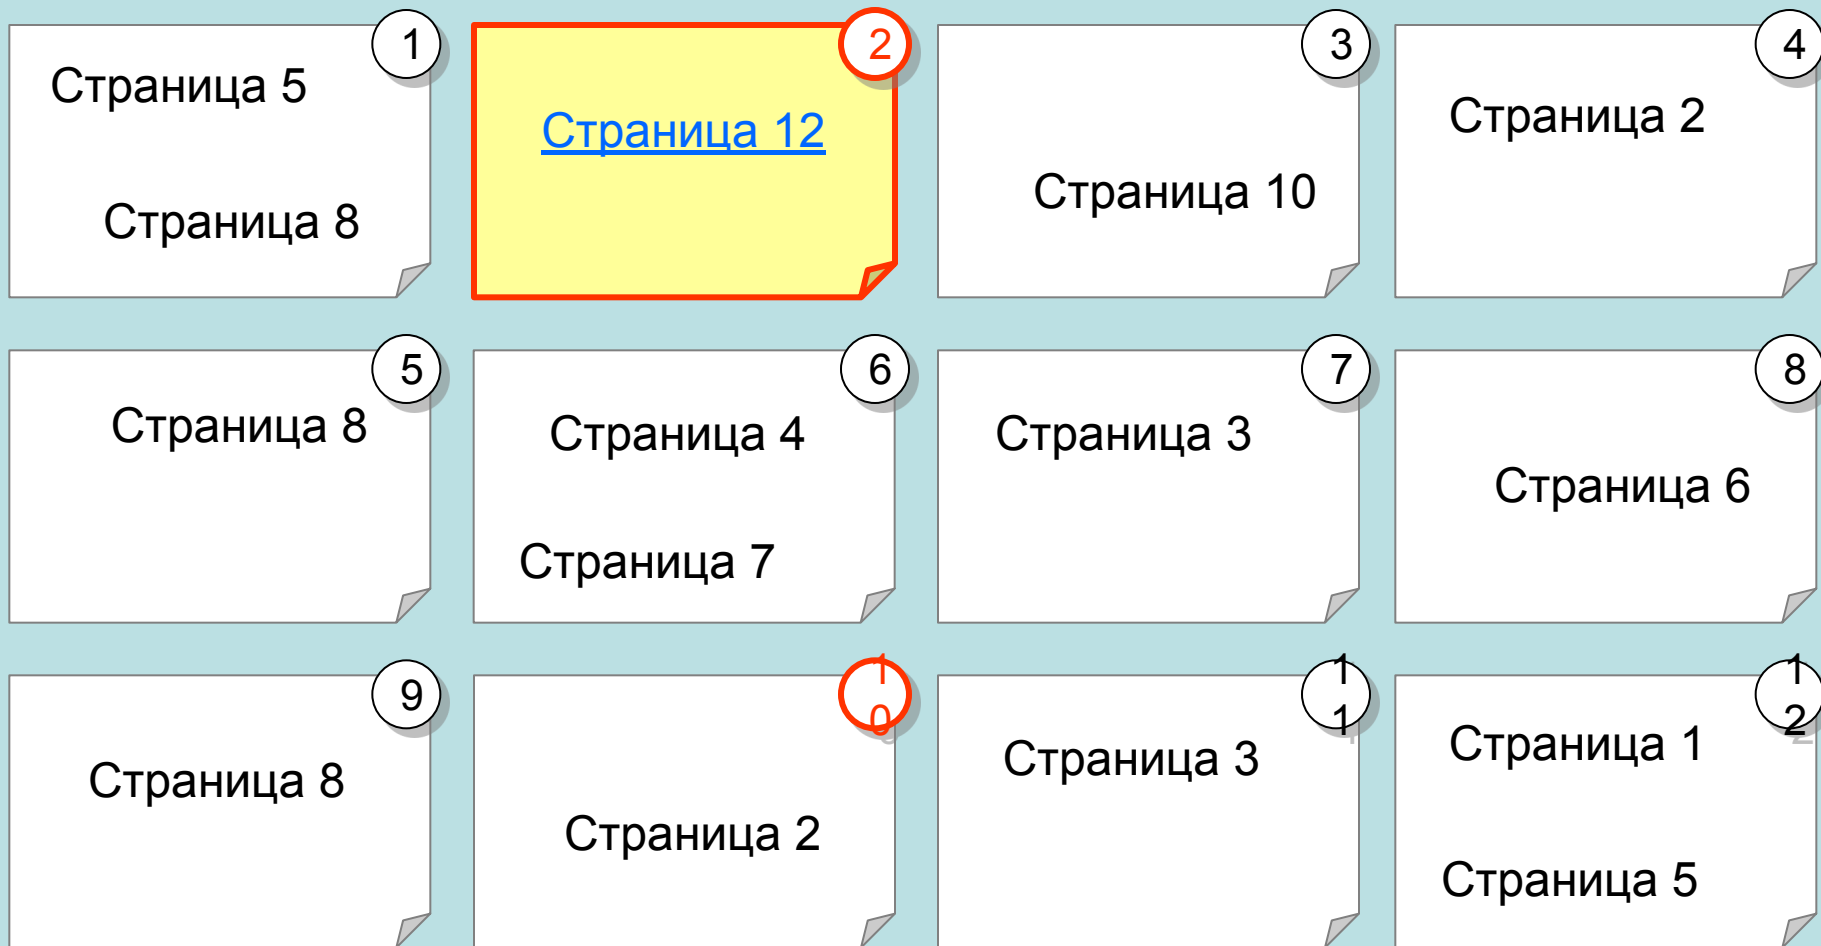 1
Страница 5
Страница 8
2
Страница 12
3
Страница 10
4
Страница 2
5
Страница 8
6
Страница 4
Страница 7
7
Страница 3
8
Страница 6
9
Страница 8
10
Страница 2
11
Страница 3
12
Страница 1
Страница 5